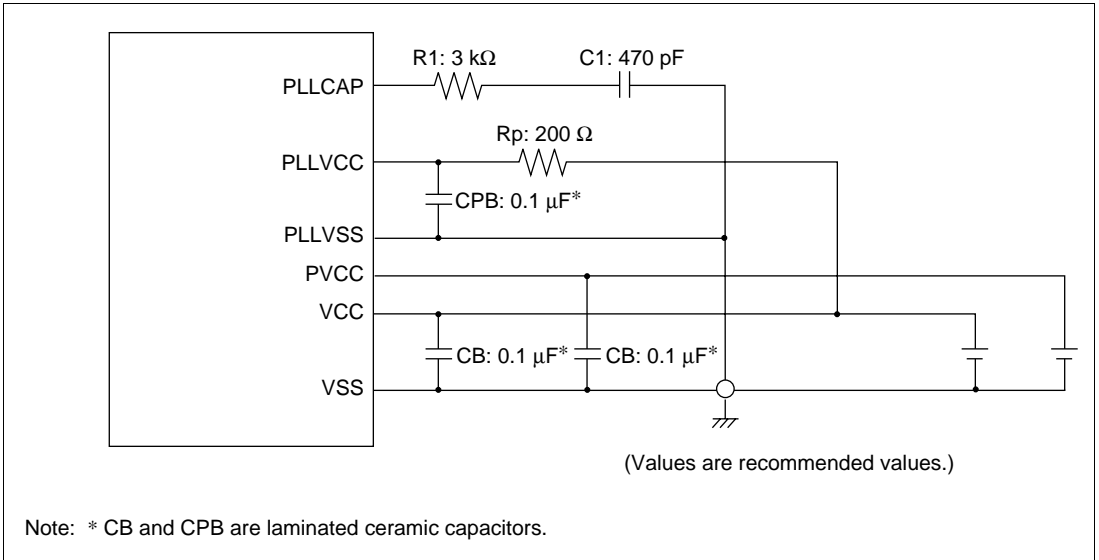 R1: 3 kΩ
C1: 470 pF
PLLCAP
Rp: 200 Ω
PLLVCC
CPB: 0.1 μF*
PLLVSS
PVCC
VCC
CB: 0.1 μF*
CB: 0.1 μF*
VSS
(Values are recommended values.)
Note: * CB and CPB are laminated ceramic capacitors.